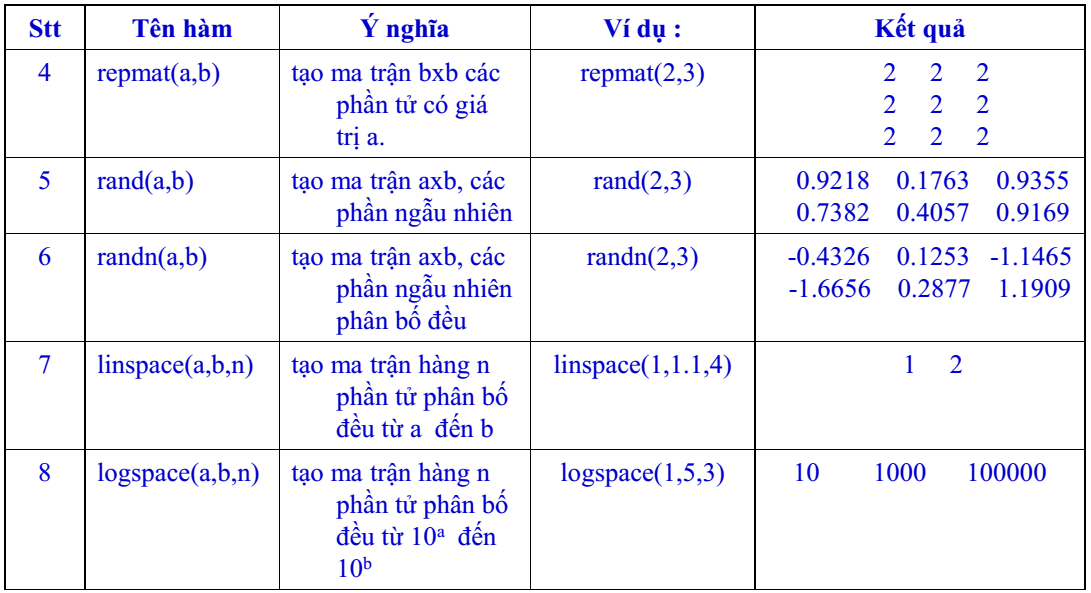 Stt Tên hàm Ý nghĩa Ví dụ : Kết quả
4 repmat(a,b) tạo ma trận bxb các repmat(2,3) 2 2 2
phần tử có giá 2 2 2
trị a. 2 2 2
5 rand(a,b) tạo ma trận axb, các rand(2,3) 0.9218 0.1763 0.9355
phần ngẫu nhiên 0.7382 0.4057 0.9169
6 randn(a,b) tạo ma trận axb, các randn(2,3) -0.4326 0.1253 -1.1465
phần ngẫu nhiên -1.6656 0.2877 1.1909
phân bố đều
7 linspace(a,b,n) tạo ma trận hàng n linspace(1,1.1,4) 1 2
phần tử phân bố
đều từ a đến b
8 logspace(a,b,n) tạo ma trận hàng n logspace(1,5,3) 10 1000 100000
phần tử phân bố
đều từ 10ᵃ đến
10ᵇ